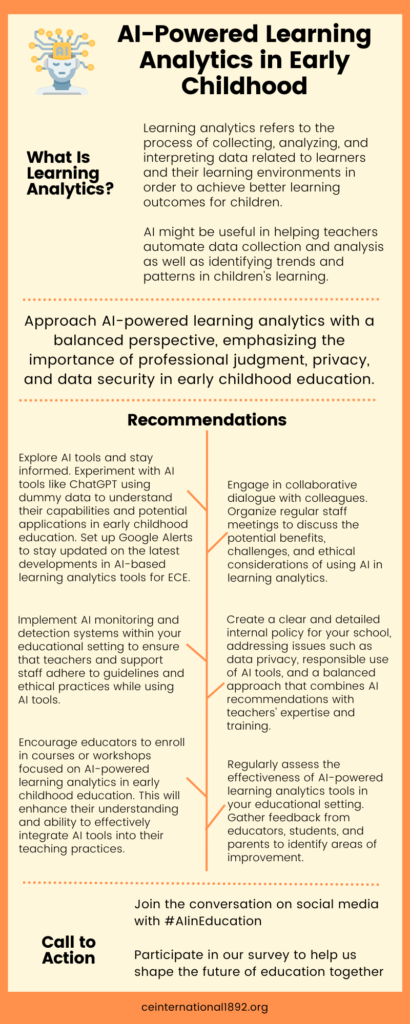 AI
AI-Powered Learning
Analytics in Early
Childhood
What Is
Learning
Analytics?
Learning analytics refers to the
process of collecting, analyzing, and
interpreting data related to learners
and their learning environments in
order to achieve better learning
outcomes for children.
AI might be useful in helping teachers
automate data collection and analysis
as well as identifying trends and
patterns in children's learning.
Approach AI-powered learning analytics with a
balanced perspective, emphasizing the
importance of professional judgment, privacy,
and data security in early childhood education.
Recommendations
Explore AI tools and stay
informed. Experiment with AI
tools like ChatGPT using
dummy data to understand
their capabilities and potential
applications in early childhood
education. Set up Google Alerts
to stay updated on the latest
developments in AI-based
learning analytics tools for ECE.
Engage in collaborative
dialogue with colleagues.
Organize regular staff
meetings to discuss the
potential benefits,
challenges, and ethical
considerations of using AI in
learning analytics.
Implement AI monitoring and
detection systems within your
educational setting to ensure
that teachers and support
staff adhere to guidelines and
ethical practices while using
AI tools.
Create a clear and detailed
internal policy for your school,
addressing issues such as
data privacy, responsible use
of AI tools, and a balanced
approach that combines AI
recommendations with
teachers' expertise and
training.
Encourage educators to enroll
in courses or workshops
focused on AI-powered
learning analytics in early
childhood education. This will
enhance their understanding
and ability to effectively
integrate AI tools into their
teaching practices.
Regularly assess the
effectiveness of AI-powered
learning analytics tools in
your educational setting.
Gather feedback from
educators, students, and
parents to identify areas of
improvement.
Call to
Action
Join the conversation on social media
with #AIinEducation
Participate in our survey to help us
shape the future of education together
ceinternational1892.org